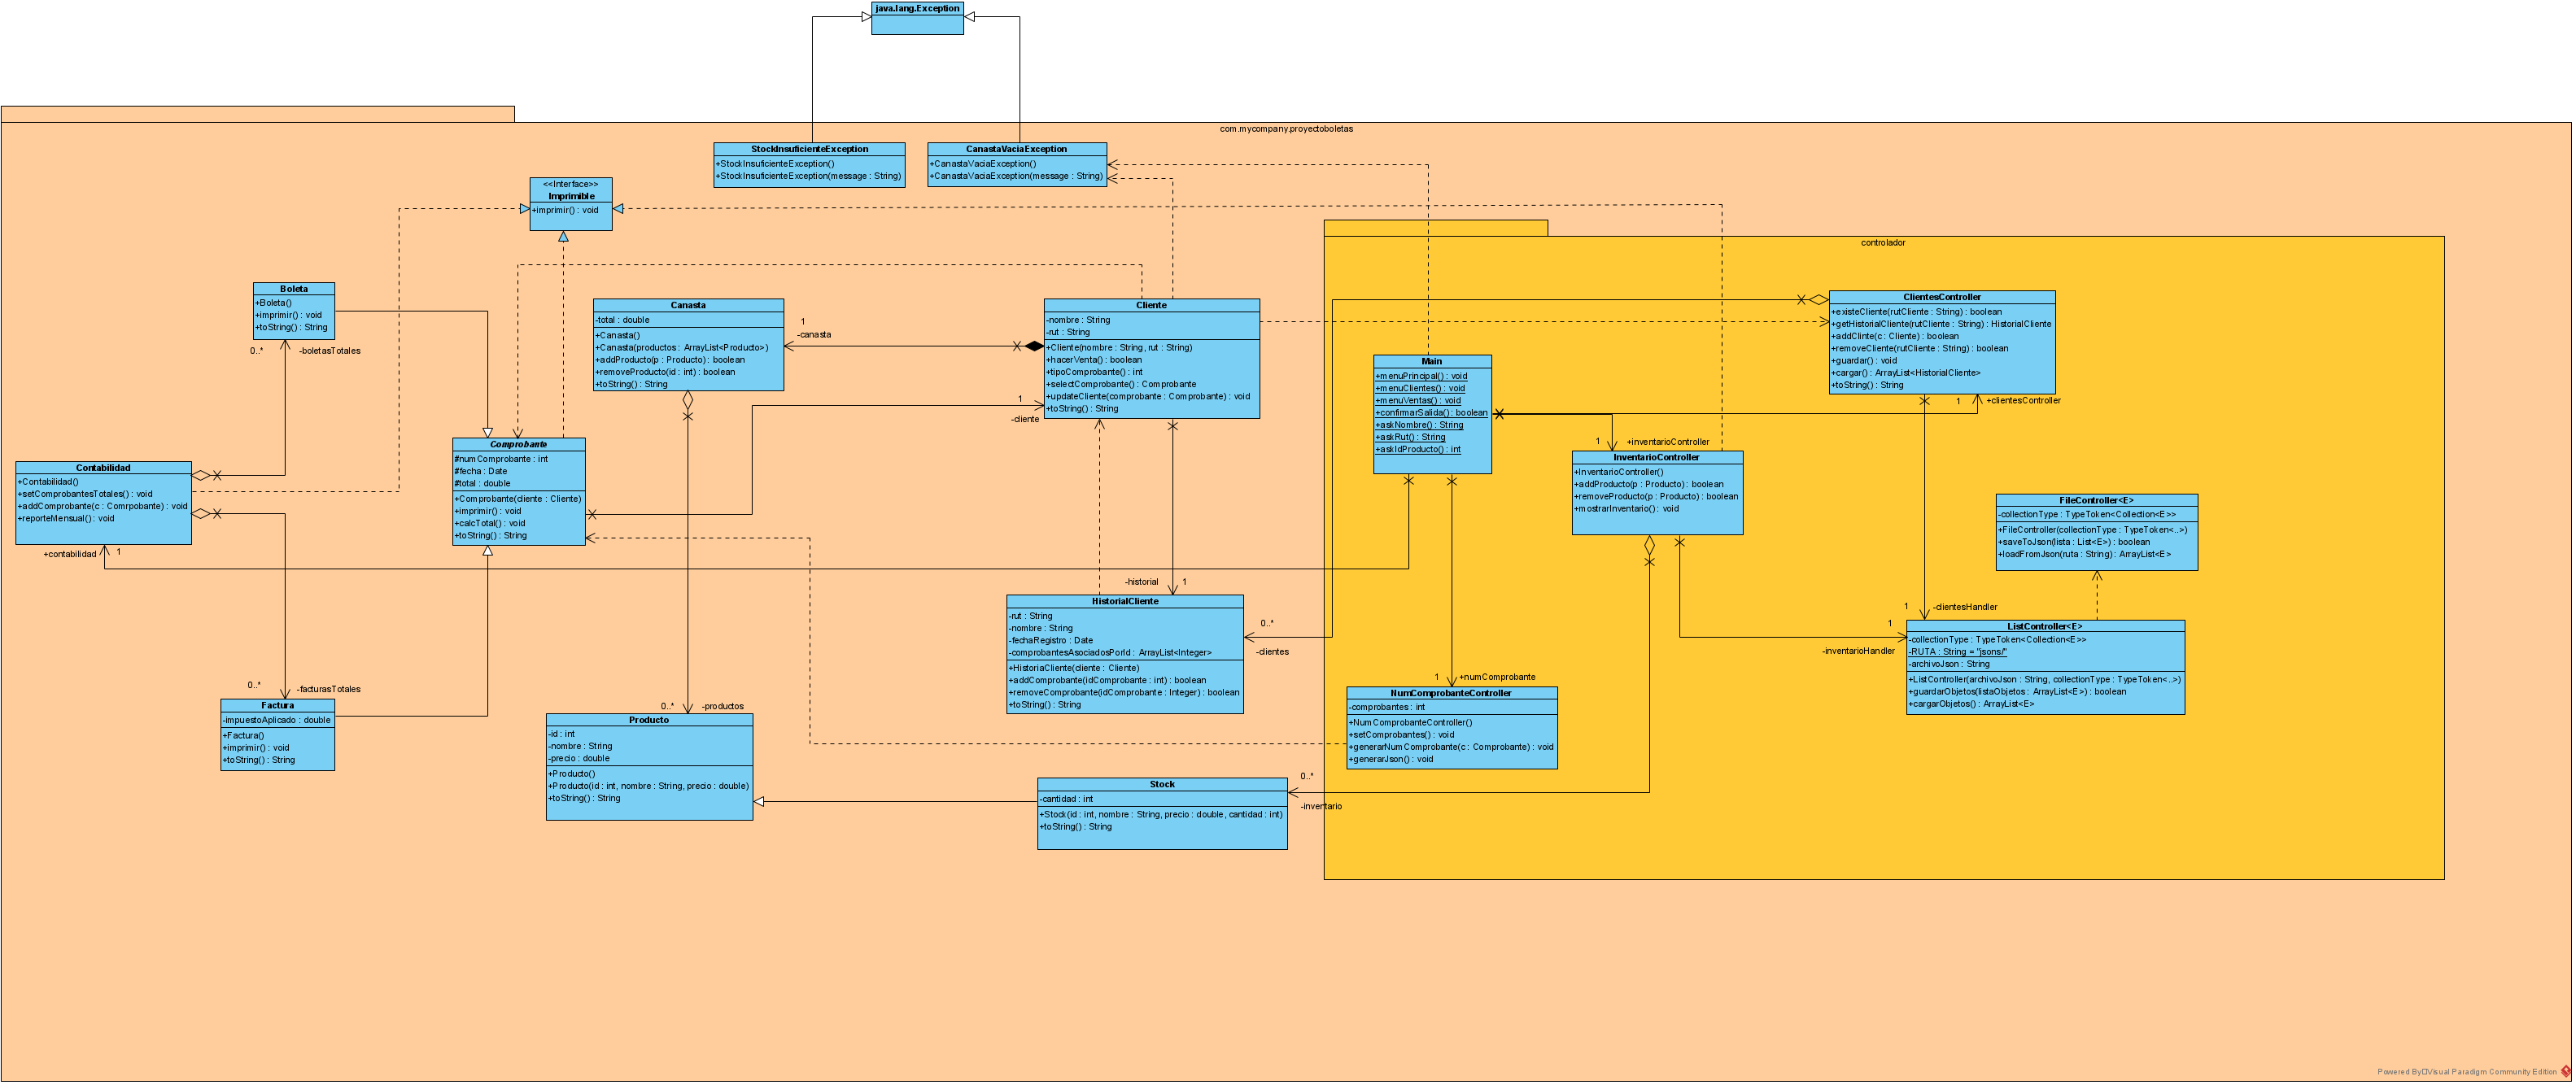 java.lang.Exception
com.mycompany.proyectoboletas
StockInsuficienteException
+StockInsuficienteException()
+StockInsuficienteException(message : String)
CanastaVaciaException
+CanastaVaciaException()
+CanastaVaciaException(message : String)
<<Interface>>
Imprimible
+imprimir() : void
controlador
Boleta
+Boleta()
+imprimir() : void
+toString() : String
0..*
-boletasTotales
Canasta
-total : double
+Canasta()
+Canasta(productos : ArrayList<Producto>)
+addProducto(p : Producto) : boolean
+removeProducto(id : int) : boolean
+toString() : String
1
-canasta
Cliente
-nombre : String
-rut : String
+Cliente(nombre : String, rut : String)
+hacerVenta() : boolean
+tipoComprobante() : int
+selectComprobante() : Comprobante
+updateCliente(comprobante : Comprobante) : void
+toString() : String
1
-cliente
ClientesController
+existeCliente(rutCliente : String) : boolean
+getHistorialCliente(rutCliente : String) : HistorialCliente
+addClinte(c : Cliente) : boolean
+removeCliente(rutCliente : String) : boolean
+guardar() : void
+cargar() : ArrayList<HistorialCliente>
+toString() : String
1
+clientesController
Main
+menuPrincipal() : void
+menuClientes() : void
+menuVentas() : void
+confirmarSalida() : boolean
+askNombre() : String
+askRut() : String
+askIdProducto() : int
1
+inventarioController
InventarioController
+InventarioController()
+addProducto(p : Producto) : boolean
+removeProducto(p : Producto) : boolean
+mostrarInventario() : void
Comprobante
#numComprobante : int
#fecha : Date
#total : double
+Comprobante(cliente : Cliente)
+imprimir() : void
+calcTotal() : void
+toString() : String
Contabilidad
+Contabilidad()
+setComprobantesTotales() : void
+addComprobante(c : Comrpobante) : void
+reporteMensual() : void
+contabilidad
1
FileController<E>
-collectionType : TypeToken<Collection<E>>
+FileController(collectionType : TypeToken<..>)
+saveToJson(lista : List<E>) : boolean
+loadFromJson(ruta : String) : ArrayList<E>
-historial
1
HistorialCliente
-rut : String
-nombre : String
-fechaRegistro : Date
-comprobantesAsociadosPorId : ArrayList<Integer>
+HistoriaCliente(cliente : Cliente)
+addComprobante(idComprobante : int) : boolean
+removeComprobante(idComprobante : Integer) : boolean
+toString() : String
0..*
-clientes
1
-clientesHandler
1
-inventarioHandler
ListController<E>
-collectionType : TypeToken<Collection<E>>
-RUTA : String = "jsons/"
-archivoJson : String
+ListController(archivoJson : String, collectionType : TypeToken<..>)
+guardarObjetos(listaObjetos : ArrayList<E>) : boolean
+cargarObjetos() : ArrayList<E>
1
+numComprobante
NumComprobanteController
-comprobantes : int
+NumComprobanteController()
+setComprobantes() : void
+generarNumComprobante(c : Comprobante) : void
+generarJson() : void
0..*
-facturasTotales
Factura
-impuestoAplicado : double
+Factura()
+imprimir() : void
+toString() : String
0..*
-productos
Producto
-id : int
-nombre : String
-precio : double
+Producto()
+Producto(id : int, nombre : String, precio : double)
+toString() : String
Stock
-cantidad : int
+Stock(id : int, nombre : String, precio : double, cantidad : int)
+toString() : String
0..*
-inventario
Powered By Visual Paradigm Community Edition